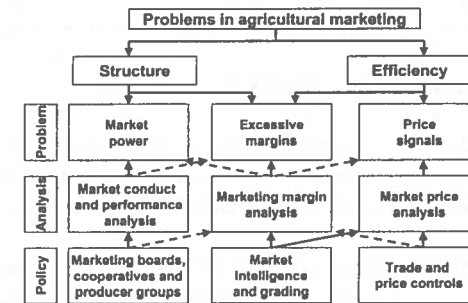 Problems in agricultural marketing
Structure
Efficiency
Problem
Market
power
Excessive
margins
Price
signals
Analysis
Market conduct
and performance
analysis
Marketing margin
analysis
Market price
analysis
Policy
Marketing boards,
cooperatives and
producer groups
Market
Intelligence
and grading
Trade and
price controls